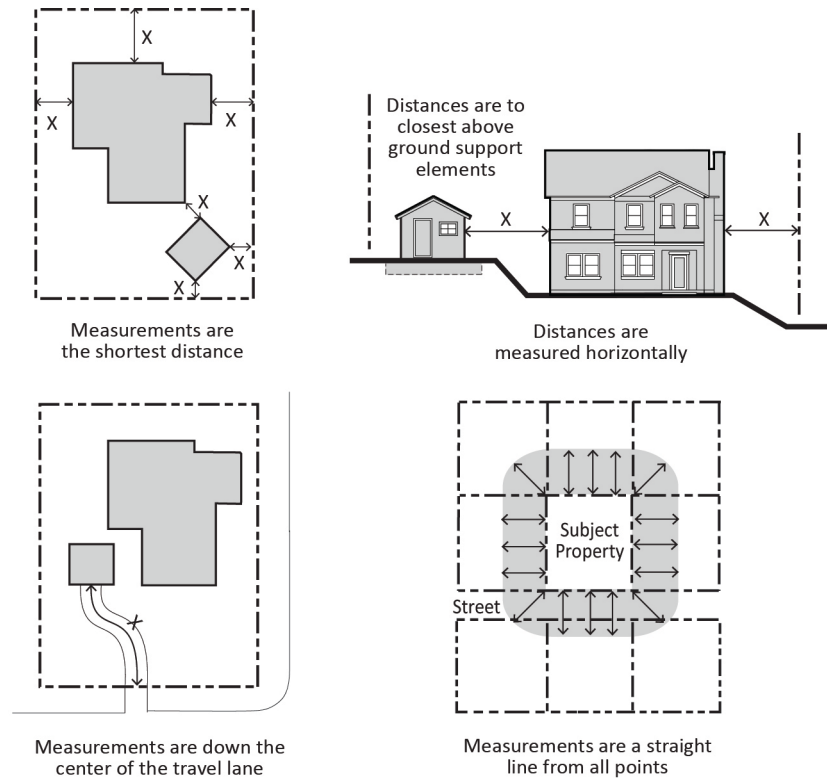 X
X
X
X
X
X
Measurements are
the shortest distance
Distances are to
closest above
ground support
elements
X
X
Distances are
measured horizontally
X
Measurements are down the
center of the travel lane
Subject
Property
Street
Measurements are a straight
line from all points